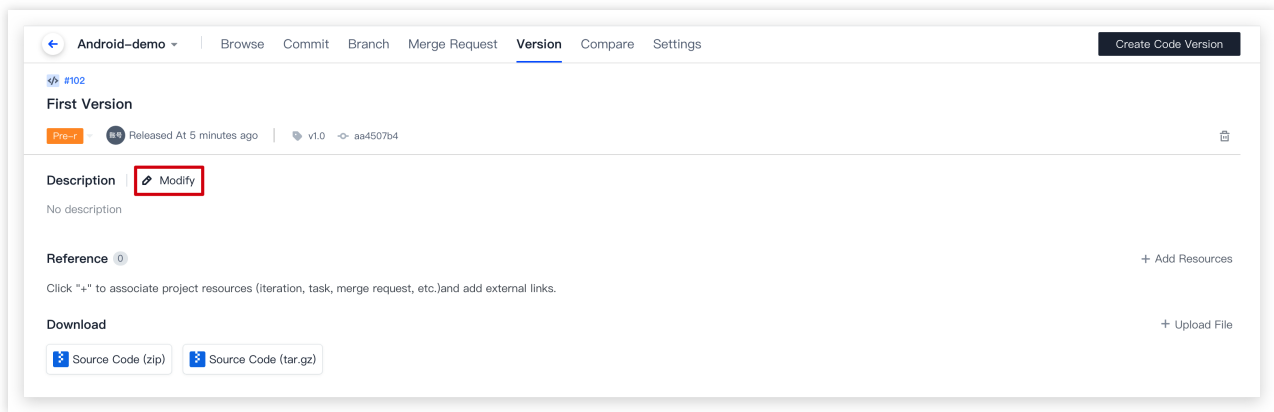 Android-demo Browse Commit Branch Merge Request Version Compare Settings Create Code Version
#102
First Version
Pre-r 账号 Released At 5 minutes ago v1.0 aa4507b4
Description Modify
No description
Reference 0 + Add Resources
Click "+" to associate project resources (iteration, task, merge request, etc.)and add external links.
Download + Upload File
Source Code (zip) Source Code (tar.gz)